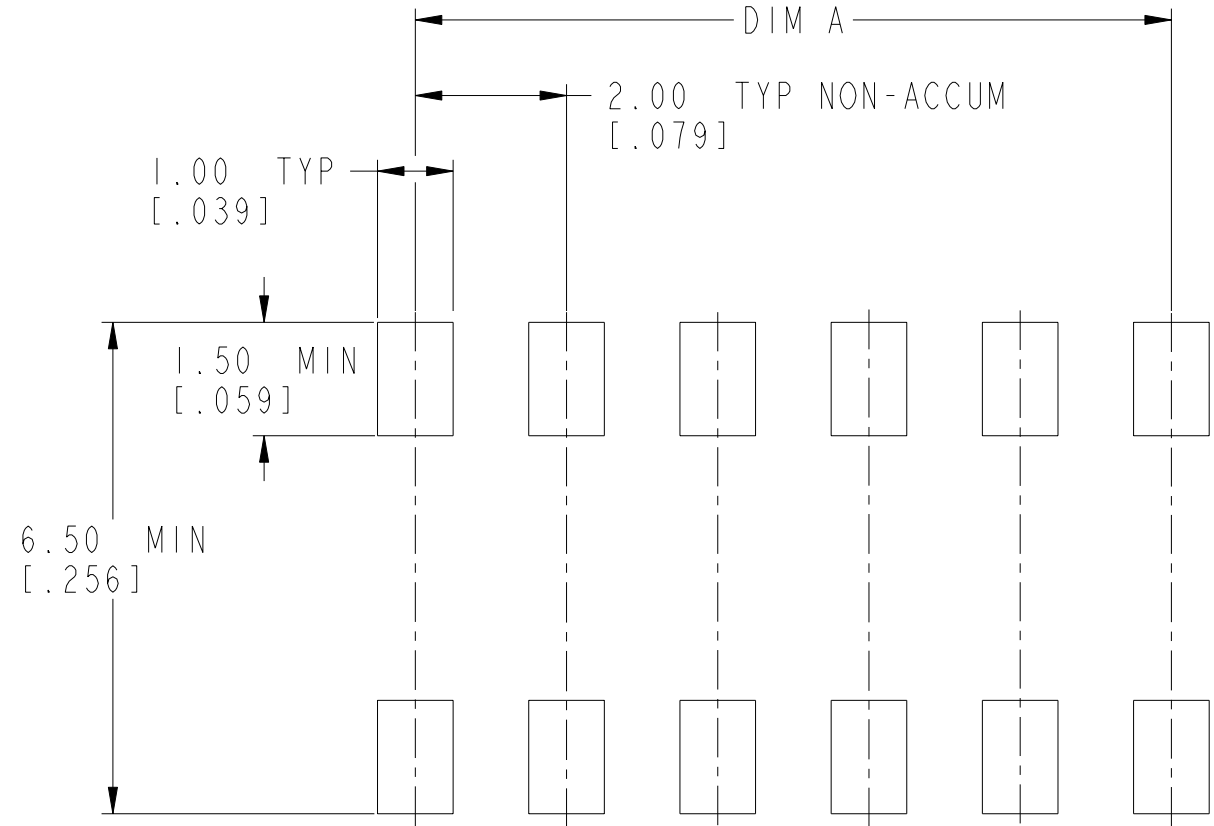 DIM A
2.00 TYP NON-ACCUM
[.079]
1.00 TYP
[.039]
1.50 MIN
[.059]
6.50 MIN
[.256]